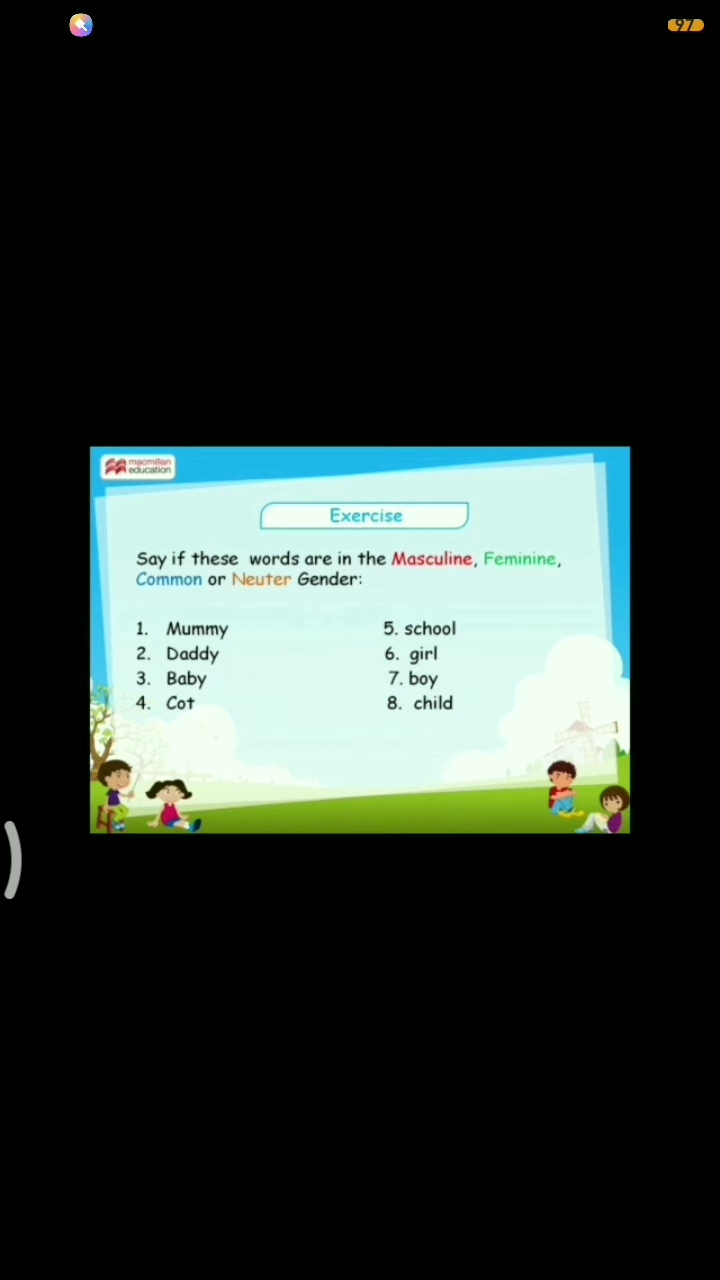 97
macmillan
education
Exercise
Say if these words are in the Masculine, Feminine,
Common or Neuter Gender:
1. Mummy
2. Daddy
3. Baby
4. Cot
5. school
6. girl
7. boy
8. child